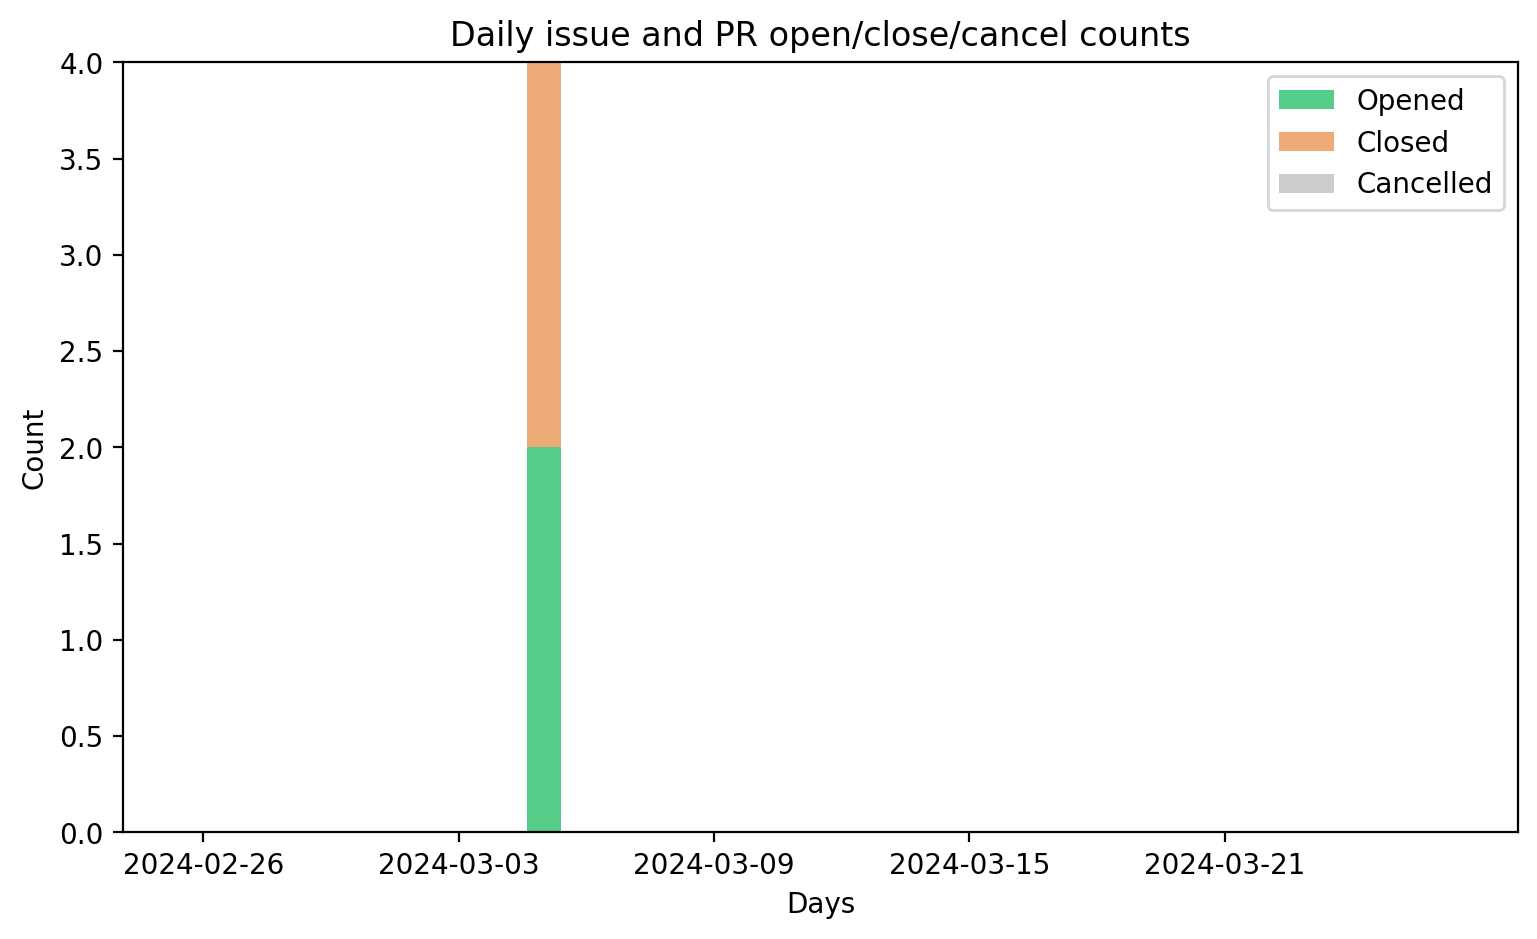 Daily issue and PR open/close/cancel counts
4.0
3.5
3.0
2.5
2.0
1.5
1.0
0.5
0.0
Count
Opened
Closed
Cancelled
2024-02-26 2024-03-03 2024-03-09 2024-03-15 2024-03-21
Days